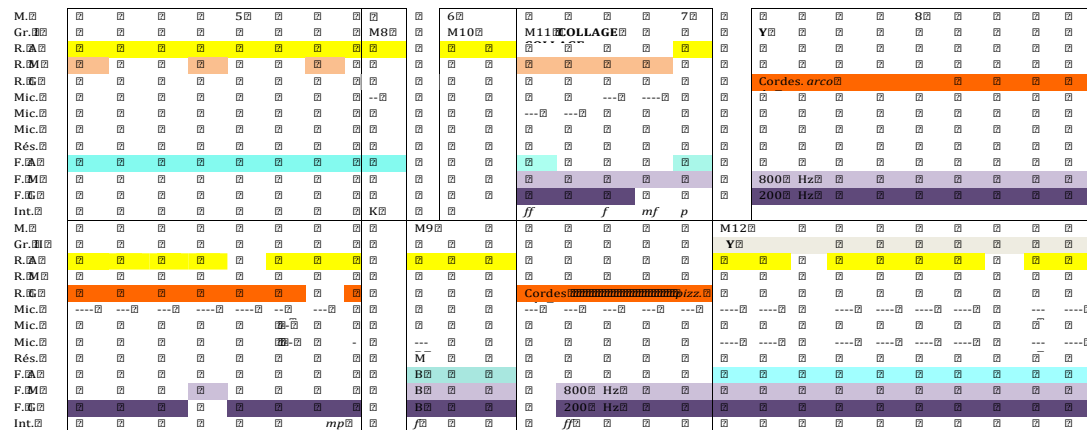 M. 5 6 7 8
Gr. I M8 M10 M11 COLLAGE Y
R. A
R. M
R. G Cordes. arco
Mic. -- --- ----
Mic. --- ---
Mic.
Rés.
F. A
F. M 800 Hz
F. G 200 Hz
Int. K ff f mf p
M. M9 M12
Gr. II Y
R. A
R. M
R. G Cordes pizz.
Mic. ---- --- --- ---- ---- --- --- --- --- --- --- --- ---- ---- ---- ---- ---- ---- ---- --- ----
Mic.
Mic. --- ---- ---- ---- ---- ---- ---- ---- --- ----
Rés. M
F. A B
F. M B 800 Hz
F. G B 200 Hz
Int. mp f ff